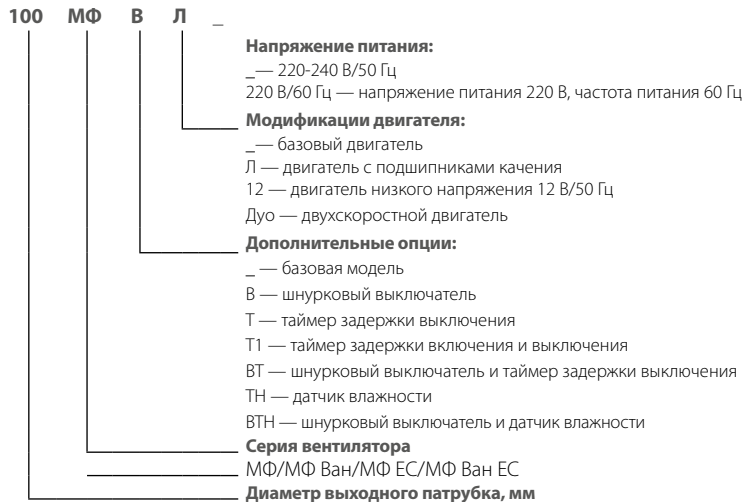 100 МФ В Л _
Напряжение питания:
_— 220-240 В/50 Гц
220 В/60 Гц — напряжение питания 220 В, частота питания 60 Гц
Модификации двигателя:
_— базовый двигатель
Л — двигатель с подшипниками качения
12 — двигатель низкого напряжения 12 В/50 Гц
Дуо — двухскоростной двигатель
Дополнительные опции:
_ — базовая модель
В — шнурковый выключатель
Т — таймер задержки выключения
Т1 — таймер задержки включения и выключения
ВТ — шнурковый выключатель и таймер задержки выключения
ТН — датчик влажности
ВТН — шнурковый выключатель и датчик влажности
Серия вентилятора
МФ/МФ Ван/МФ ЕС/МФ Ван ЕС
Диаметр выходного патрубка, мм